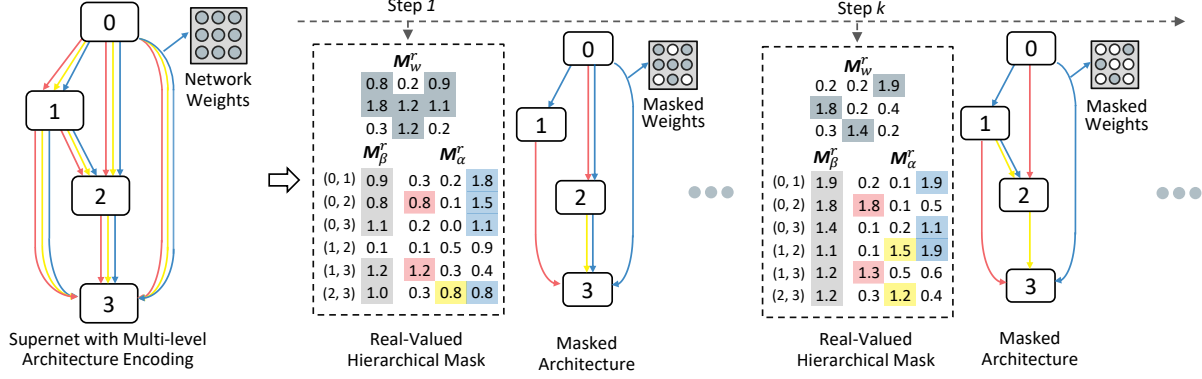 Step 1
Step k
0
1
2
3
Network
Weights
Supernet with Multi-level
Architecture Encoding
M_w^r
0.8 0.2 0.9
1.8 1.2 1.1
0.3 1.2 0.2
M_β^r M_α^r
(0, 1) 0.9 0.3 0.2 1.8
(0, 2) 0.8 0.8 0.1 1.5
(0, 3) 1.1 0.2 0.0 1.1
(1, 2) 0.1 0.1 0.5 0.9
(1, 3) 1.2 1.2 0.3 0.4
(2, 3) 1.0 0.3 0.8 0.8
Real-Valued
Hierarchical Mask
0
1
2
3
Masked
Weights
Masked
Architecture
M_w^r
0.2 0.2 1.9
1.8 0.2 0.4
0.3 1.4 0.2
M_β^r M_α^r
(0, 1) 1.9 0.2 0.1 1.9
(0, 2) 1.8 1.8 0.1 0.5
(0, 3) 1.4 0.1 0.2 1.1
(1, 2) 1.1 0.1 1.5 1.9
(1, 3) 1.2 1.3 0.5 0.6
(2, 3) 1.2 0.3 1.2 0.4
Real-Valued
Hierarchical Mask
0
1
2
3
Masked
Weights
Masked
Architecture